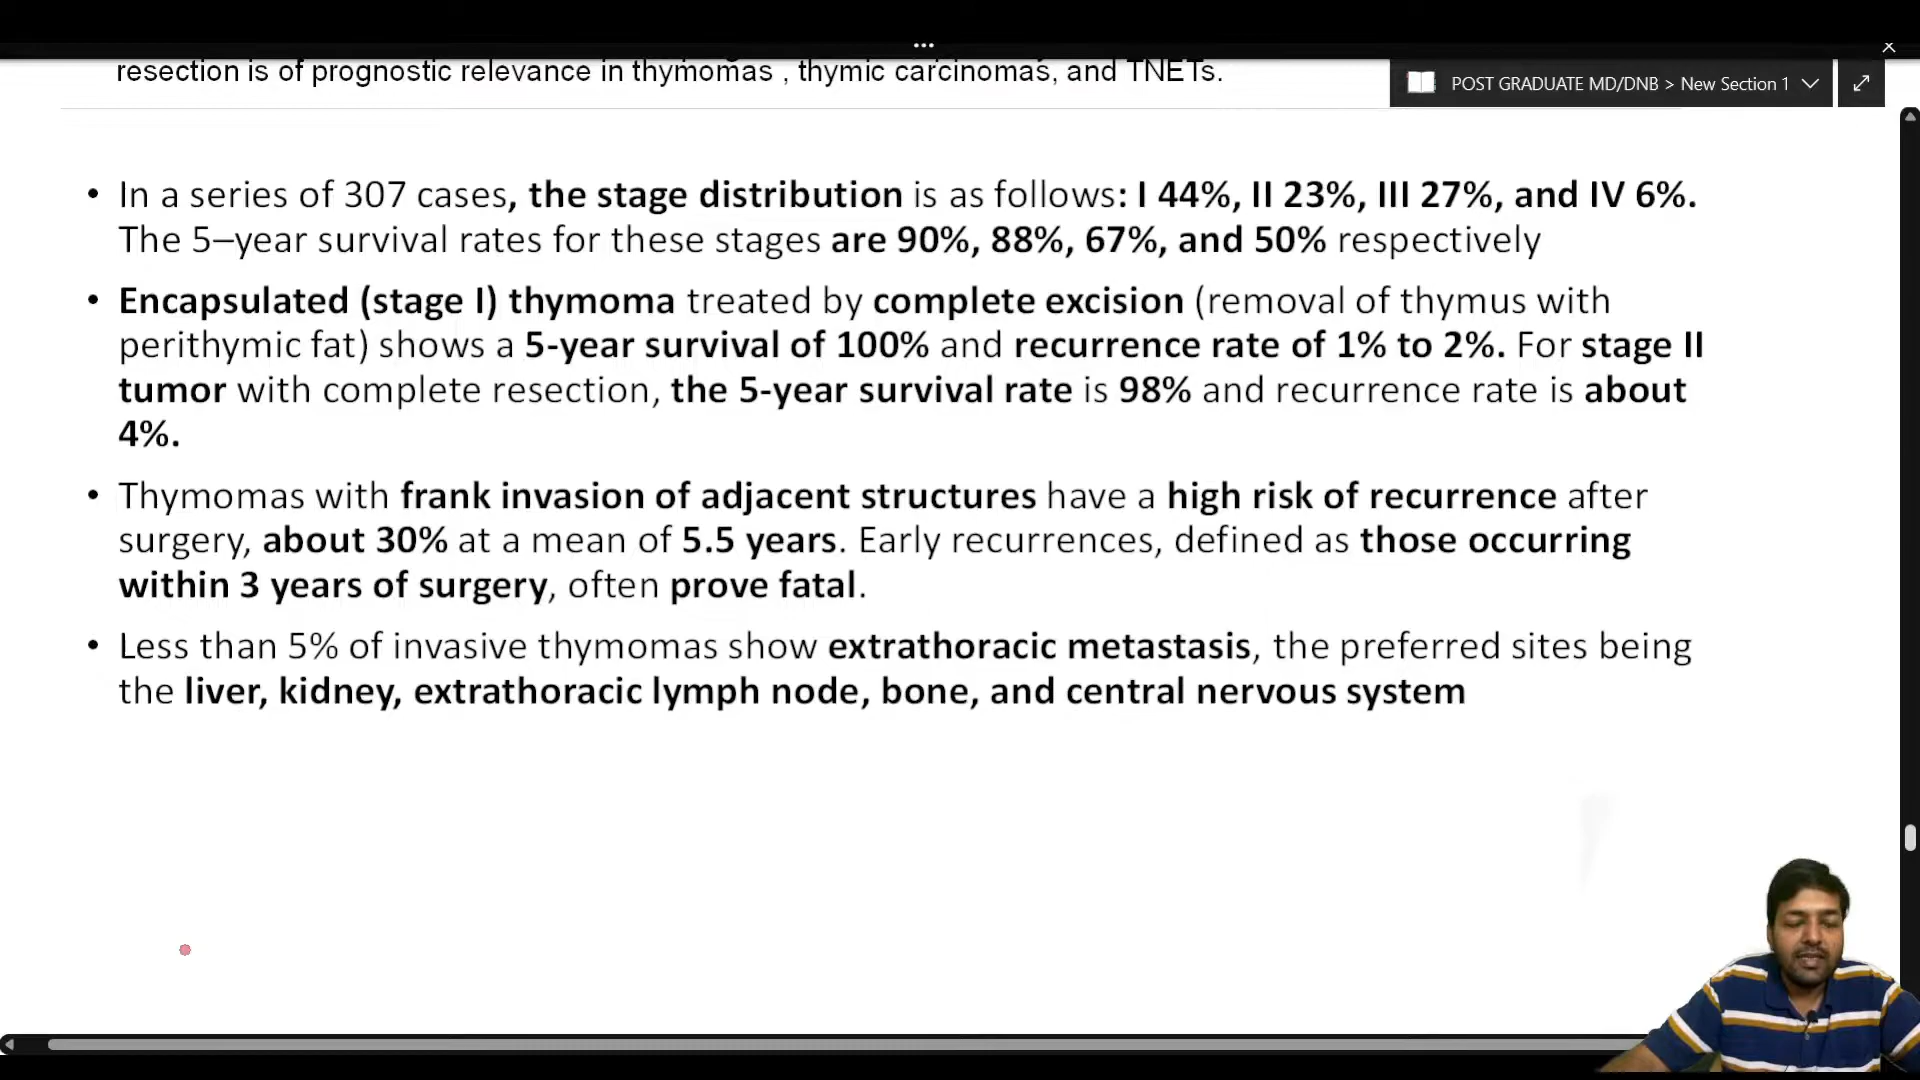 resection is of prognostic relevance in thymomas , thymic carcinomas, and TNETs.
POST GRADUATE MD/DNB > New Section 1
• In a series of 307 cases, the stage distribution is as follows: I 44%, II 23%, III 27%, and IV 6%.
The 5–year survival rates for these stages are 90%, 88%, 67%, and 50% respectively
• Encapsulated (stage I) thymoma treated by complete excision (removal of thymus with
perithymic fat) shows a 5-year survival of 100% and recurrence rate of 1% to 2%. For stage II
tumor with complete resection, the 5-year survival rate is 98% and recurrence rate is about
4%.
• Thymomas with frank invasion of adjacent structures have a high risk of recurrence after
surgery, about 30% at a mean of 5.5 years. Early recurrences, defined as those occurring
within 3 years of surgery, often prove fatal.
• Less than 5% of invasive thymomas show extrathoracic metastasis, the preferred sites being
the liver, kidney, extrathoracic lymph node, bone, and central nervous system